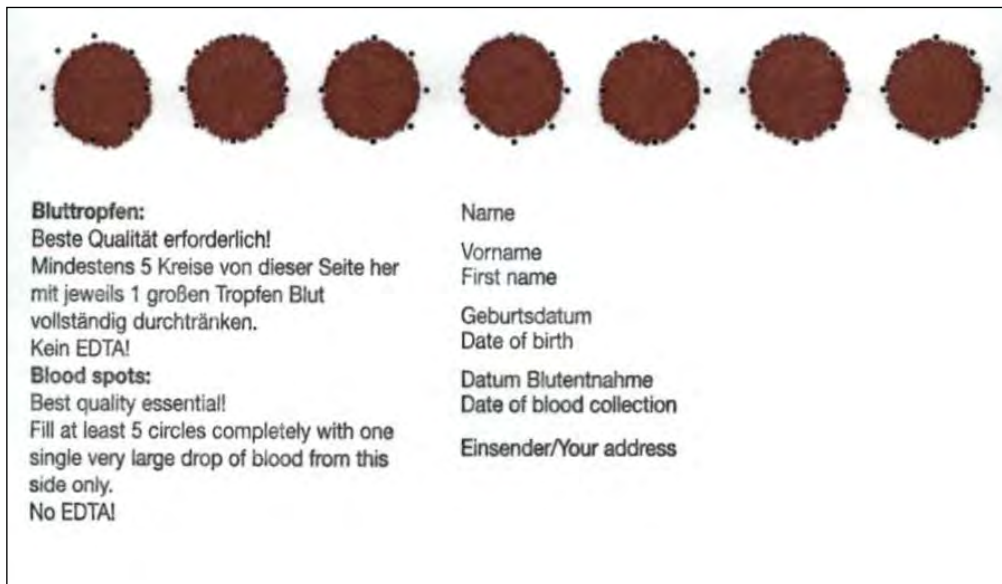 Bluttropfen:
Beste Qualität erforderlich!
Mindestens 5 Kreise von dieser Seite her
mit jeweils 1 großen Tropfen Blut
vollständig durchtränken.
Kein EDTA!
Blood spots:
Best quality essential!
Fill at least 5 circles completely with one
single very large drop of blood from this
side only.
No EDTA!
Name
Vorname
First name
Geburtsdatum
Date of birth
Datum Blutentnahme
Date of blood collection
Einsender/Your address